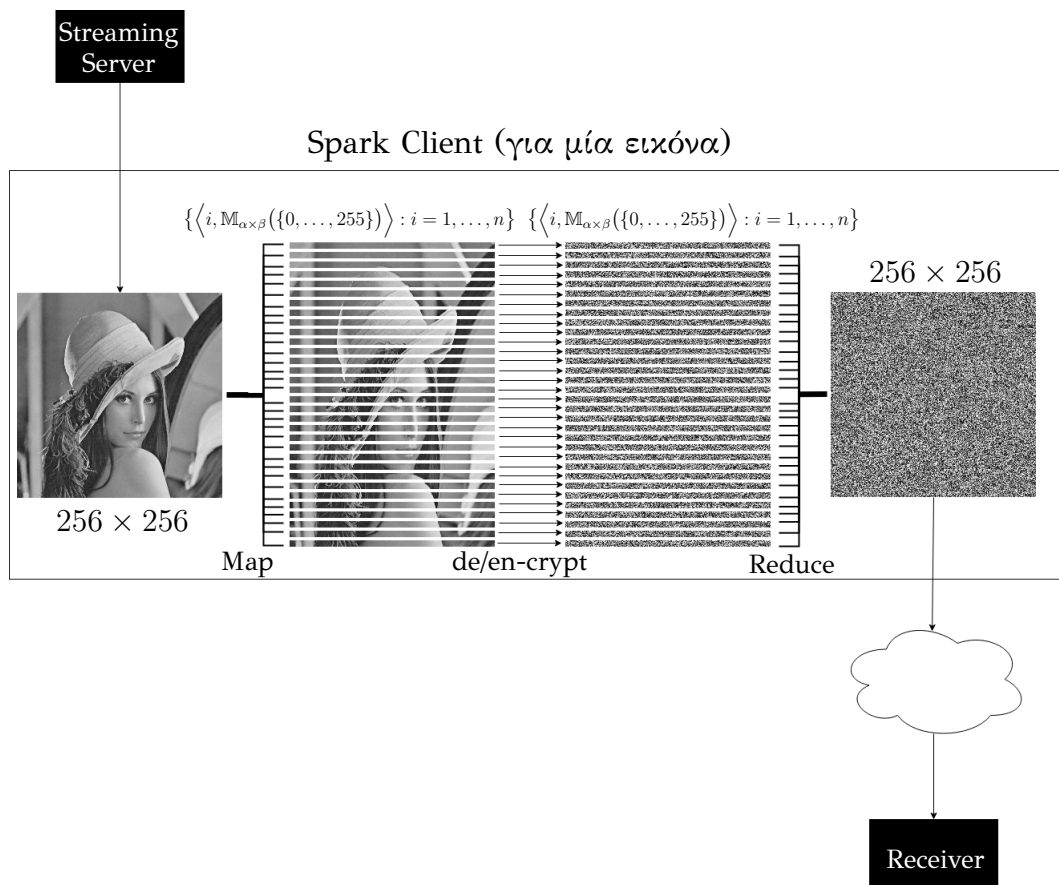 Streaming
Server
Spark Client (για μία εικόνα)
{⟨i, 𝕄α×β({0, …, 255})⟩ : i = 1, …, n} {⟨i, 𝕄α×β({0, …, 255})⟩ : i = 1, …, n}
256 × 256
256 × 256
Map de/en-crypt Reduce
Receiver